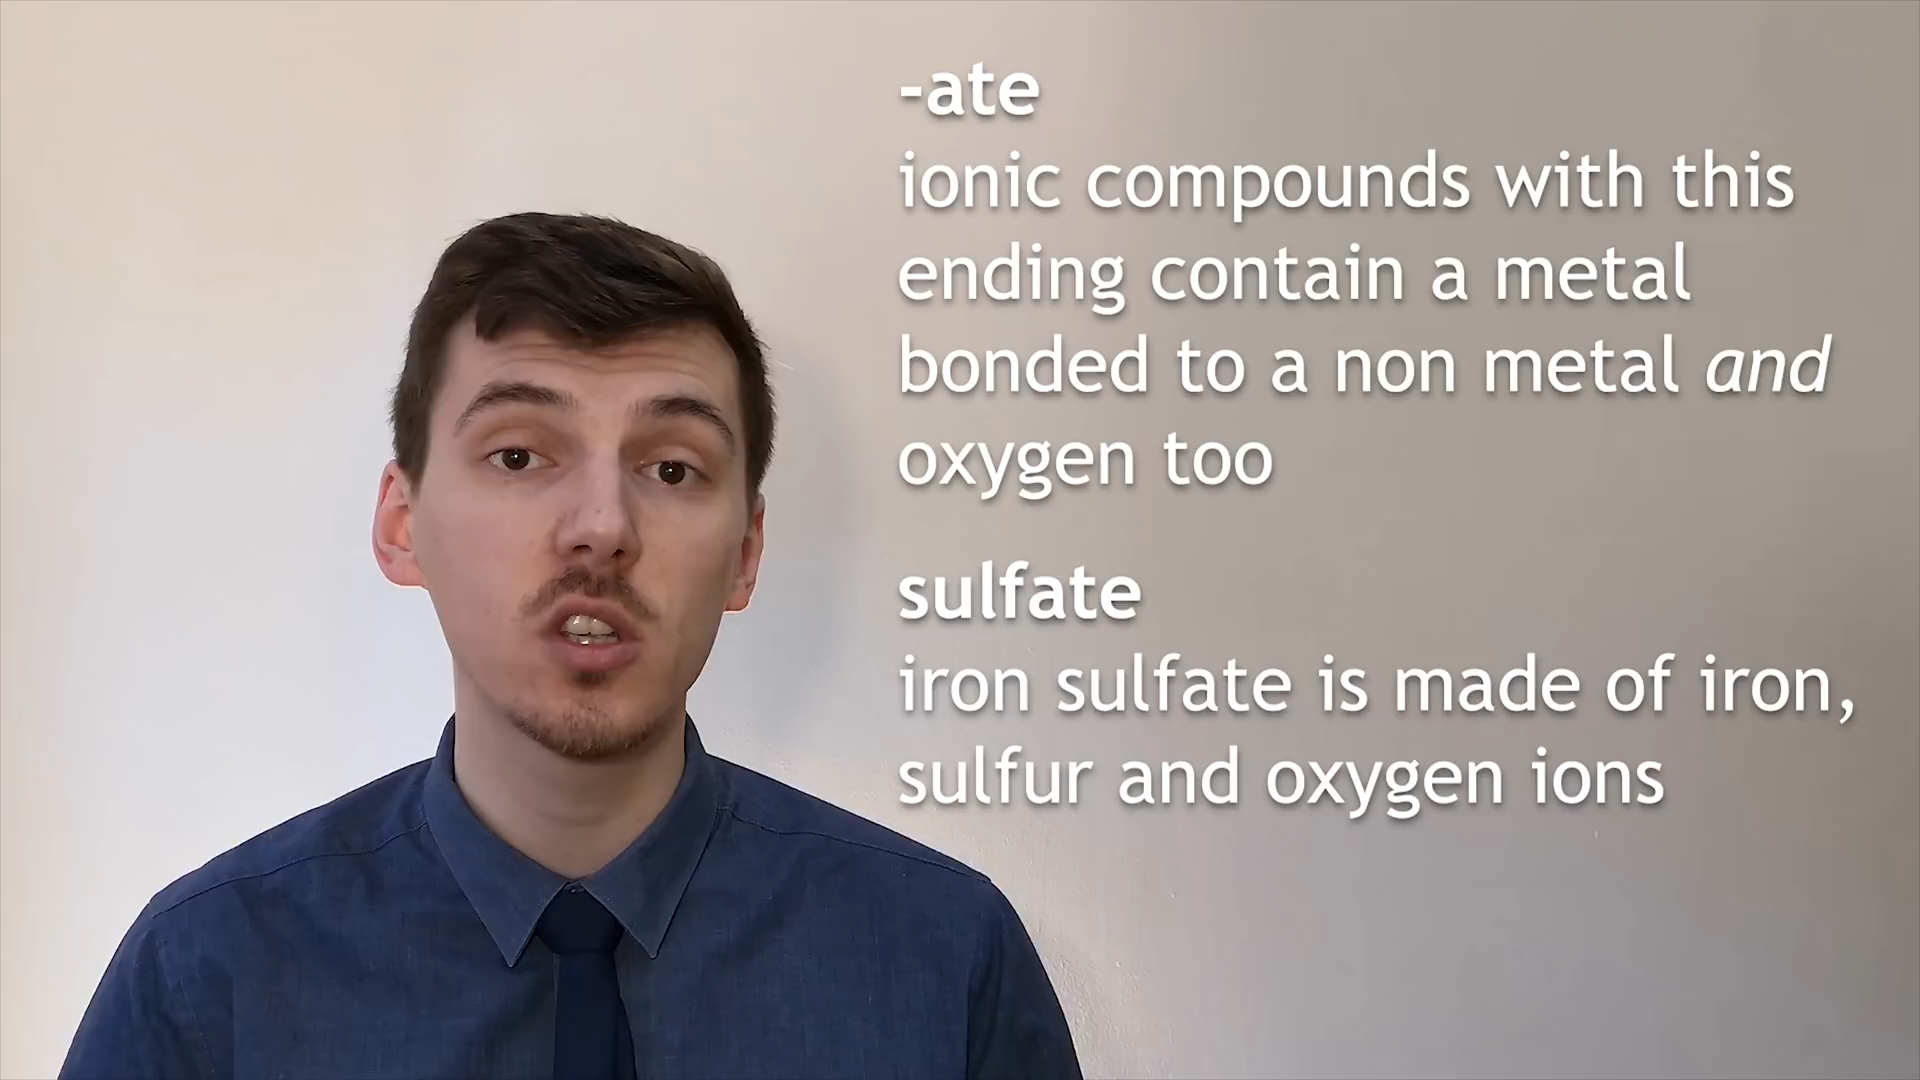 -ate
ionic compounds with this
ending contain a metal
bonded to a non metal and
oxygen too
sulfate
iron sulfate is made of iron,
sulfur and oxygen ions